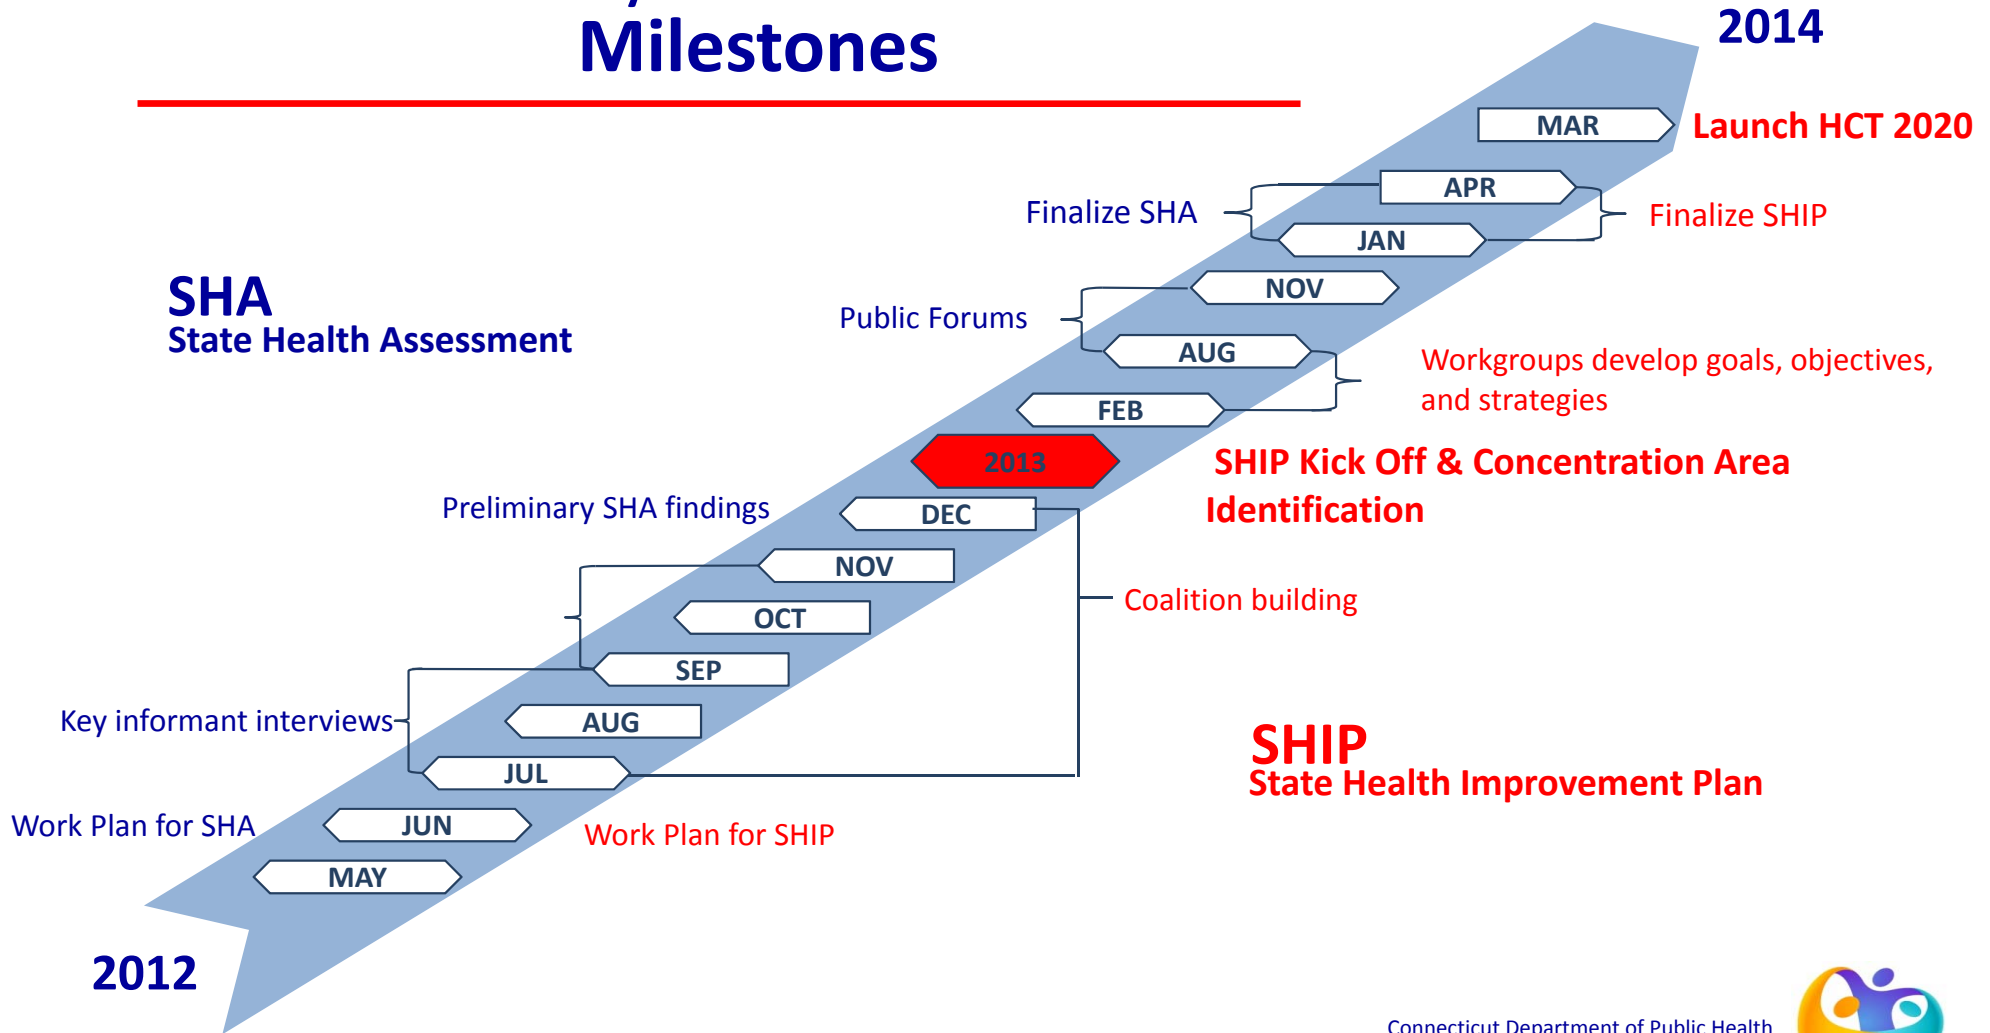 Milestones
2014
MAR
Launch HCT 2020
APR
Finalize SHA
Finalize SHIP
JAN
SHA
State Health Assessment
NOV
Public Forums
AUG
Workgroups develop goals, objectives,
and strategies
FEB
2013
SHIP Kick Off & Concentration Area
Identification
Preliminary SHA findings
DEC
NOV
Coalition building
OCT
SEP
Key informant interviews
AUG
SHIP
State Health Improvement Plan
JUL
Work Plan for SHA
JUN
Work Plan for SHIP
MAY
2012
Connecticut Department of Public Health